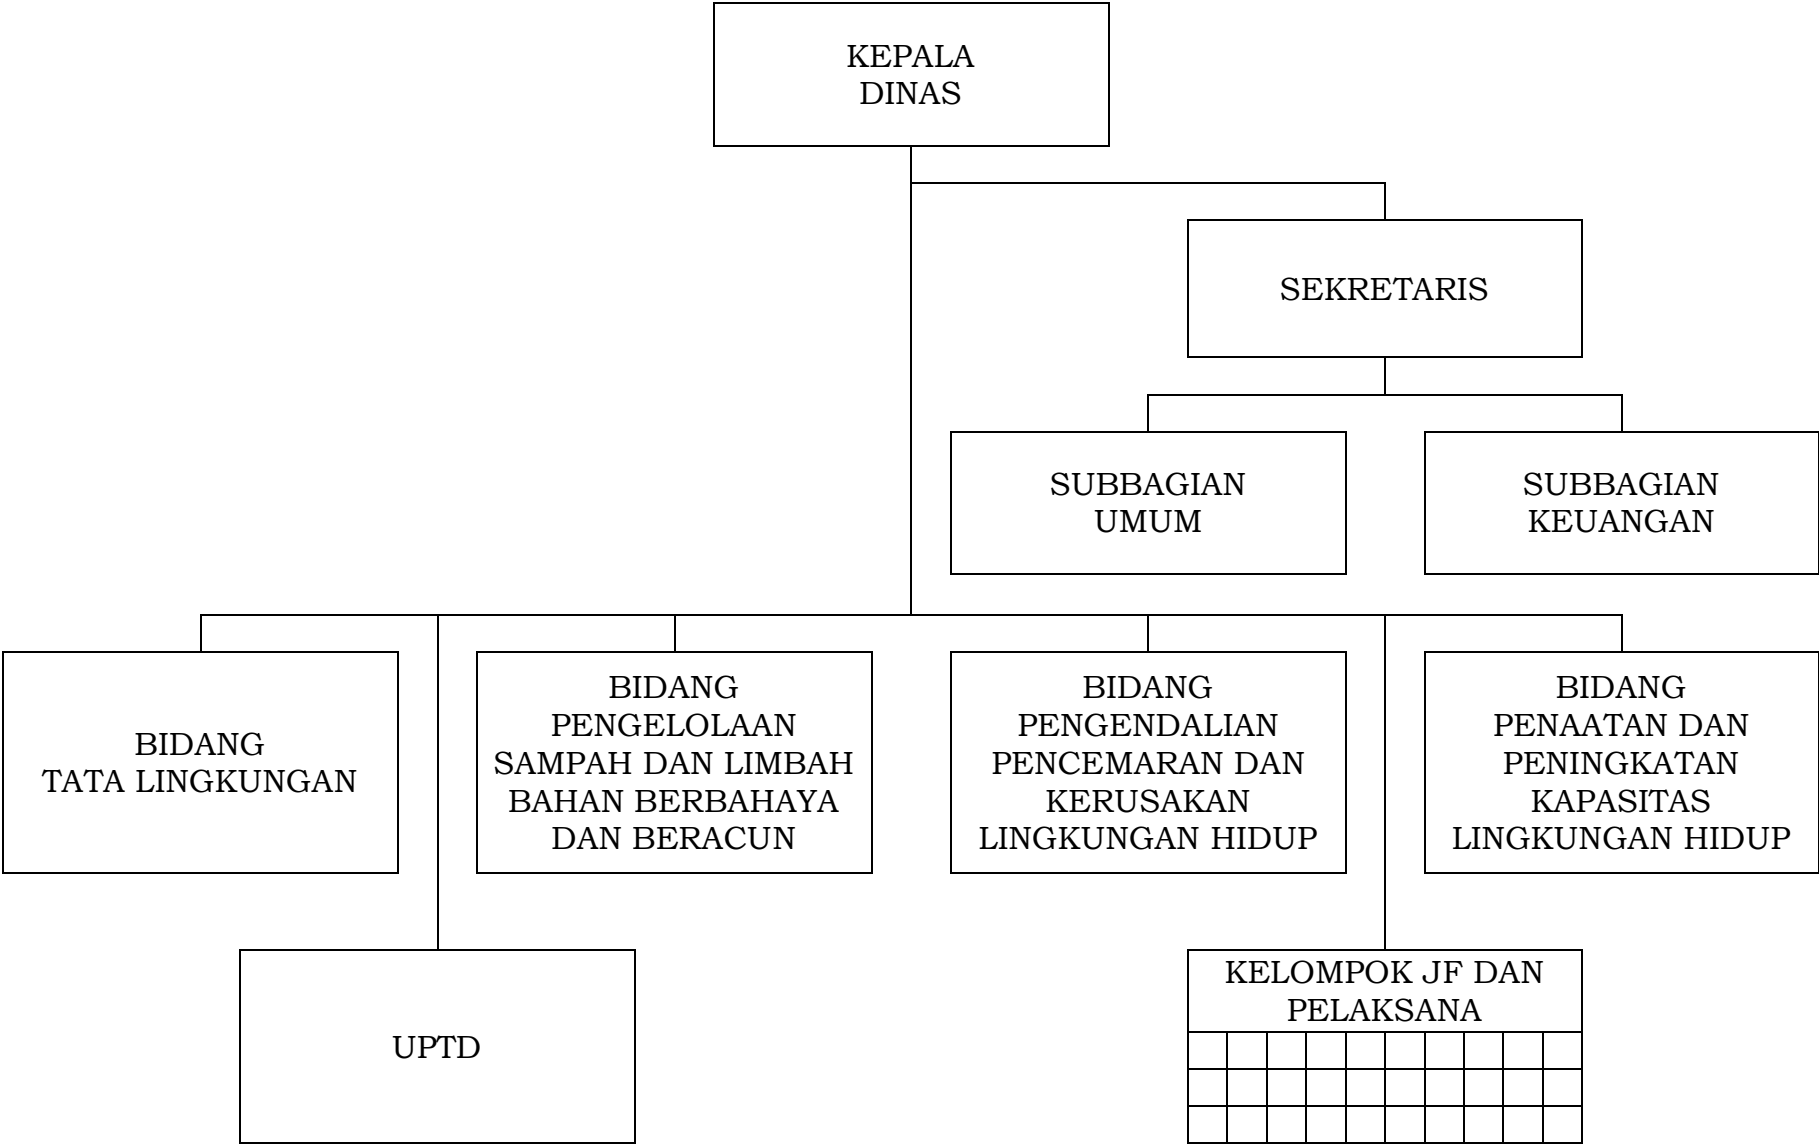 KEPALA
DINAS
SEKRETARIS
SUBBAGIAN
UMUM
SUBBAGIAN
KEUANGAN
BIDANG
TATA LINGKUNGAN
BIDANG
PENGELOLAAN
SAMPAH DAN LIMBAH
BAHAN BERBAHAYA
DAN BERACUN
BIDANG
PENGENDALIAN
PENCEMARAN DAN
KERUSAKAN
LINGKUNGAN HIDUP
BIDANG
PENAATAN DAN
PENINGKATAN
KAPASITAS
LINGKUNGAN HIDUP
UPTD
KELOMPOK JF DAN
PELAKSANA